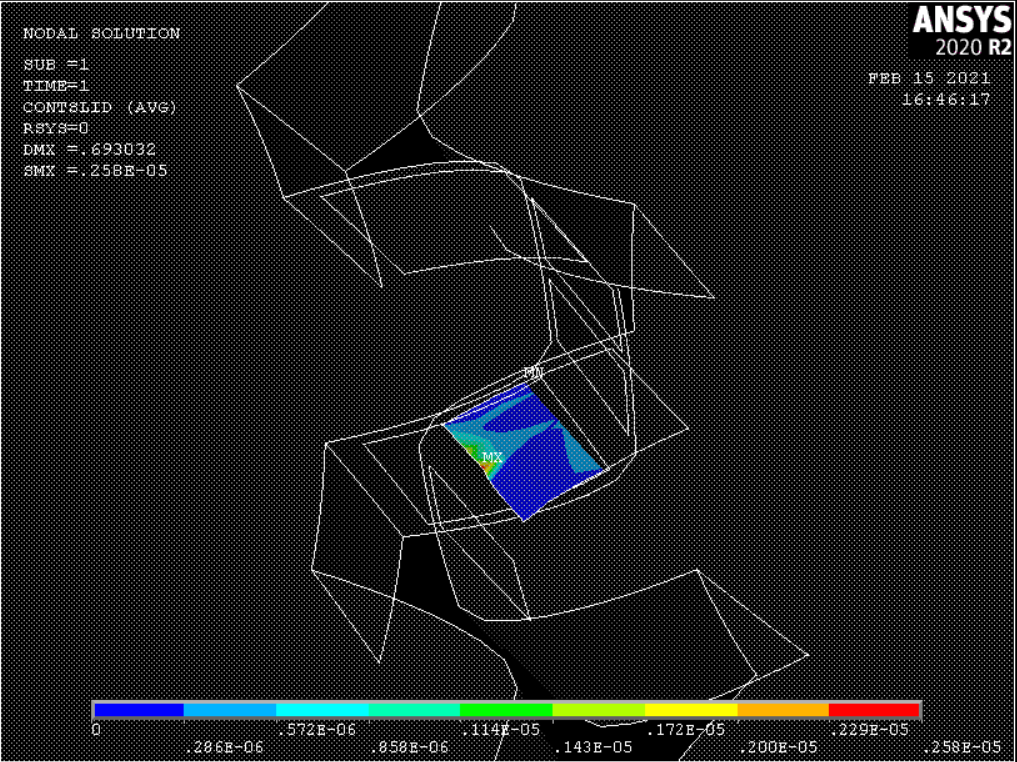 NODAL SOLUTION
SUB =1
TIME=1
CONTSLID (AVG)
RSYS=0
DMX =.693032
SMX =.258E-05
ANSYS
2020 R2
FEB 15 2021
16:46:17
MN
MX
0
.286E-06
.572E-06
.858E-06
.114E-05
.143E-05
.172E-05
.200E-05
.229E-05
.258E-05